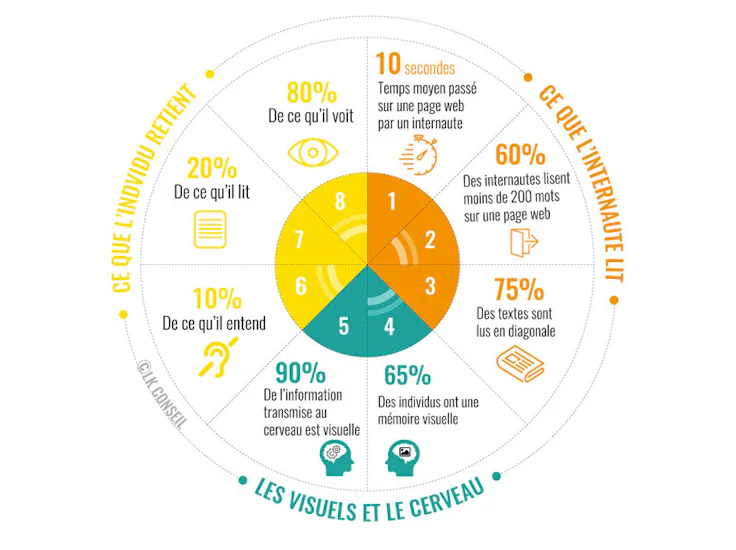 CE QUE L'INTERNAUTE LIT
1
10 secondes
Temps moyen passé
sur une page web
par un internaute
2
60%
Des internautes lisent
moins de 200 mots
sur une page web
3
75%
Des textes sont
lus en diagonale
LES VISUELS ET LE CERVEAU
4
65%
Des individus ont une
mémoire visuelle
5
90%
De l'information
transmise au
cerveau est visuelle
CE QUE L'INDVIDU RETIENT
6
10%
De ce qu'il entend
7
20%
De ce qu'il lit
8
80%
De ce qu'il voit
©LK CONSEIL